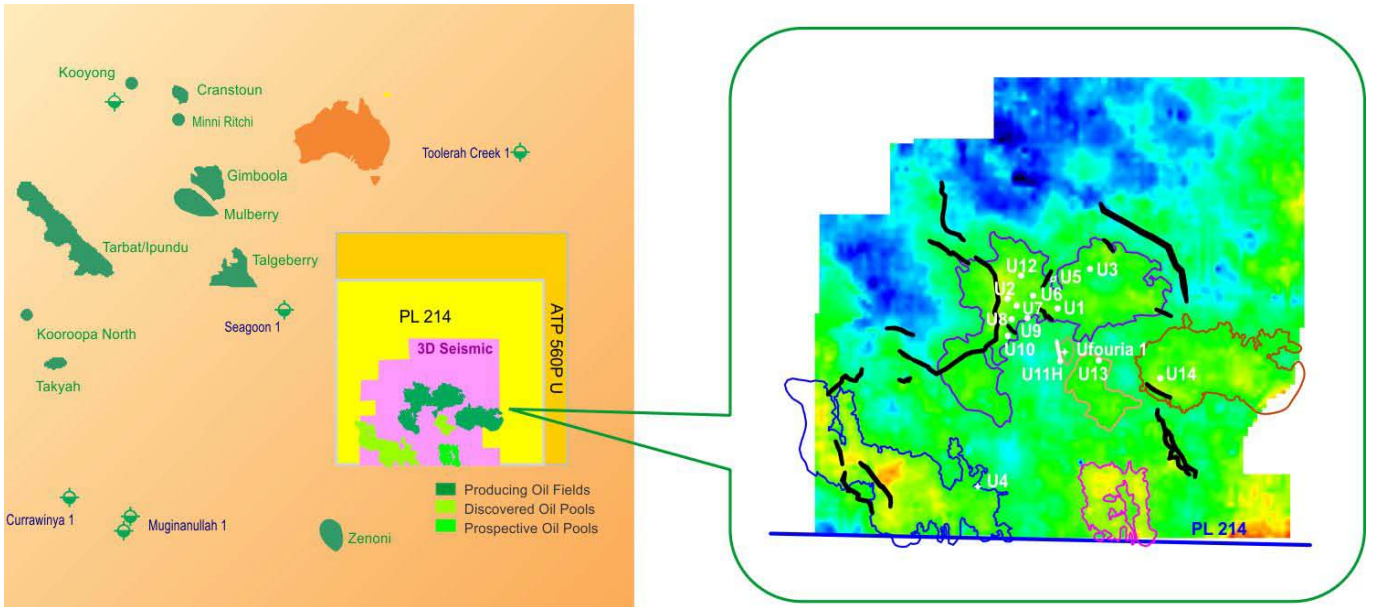 Kooyong
Cranstoun
Minni Ritchi
Toolerah Creek 1
Gimboola
Mulberry
Tarbat/Ipundu
Talgeberry
Seagoon 1
Kooroopa North
Takyah
PL 214
ATP 560P U
3D Seismic
Producing Oil Fields
Discovered Oil Pools
Prospective Oil Pools
Currawinya 1
Muginanullah 1
Zenoni
U12
U5
U3
U2
U6
U7
U1
U8
U9
U10
Ufouria 1
U11H
U13
U14
U4
PL 214